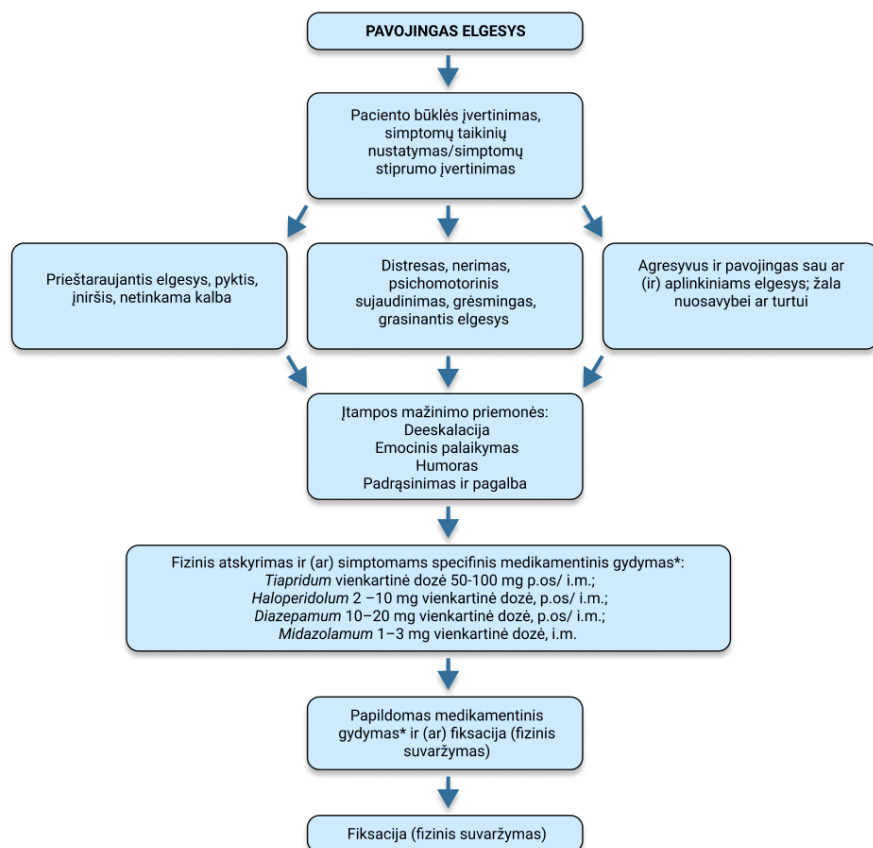 PAVOJINGAS ELGESYS
Paciento būklės įvertinimas,
simptomų taikinių
nustatymas/simptomų
stiprumo įvertinimas
Prieštaraujantis elgesys, pyktis,
įniršis, netinkama kalba
Distresas, nerimas,
psichomotorinis
sujaudinimas, grėsmingas,
grasinantis elgesys
Agresyvus ir pavojingas sau ar
(ir) aplinkiniams elgesys; žala
nuosavybei ar turtui
Įtampos mažinimo priemonės:
Deeskalacija
Emocinis palaikymas
Humoras
Padrąsinimas ir pagalba
Fizinis atskyrimas ir (ar) simptomams specifinis medikamentinis gydymas*:
Tiapridum vienkartinė dozė 50-100 mg p.os/ i.m.;
Haloperidolum 2 –10 mg vienkartinė dozė, p.os/ i.m.;
Diazepamum 10–20 mg vienkartinė dozė, p.os/ i.m.;
Midazolamum 1–3 mg vienkartinė dozė, i.m.
Papildomas medikamentinis
gydymas* ir (ar) fiksacija (fizinis
suvaržymas)
Fiksacija (fizinis suvaržymas)